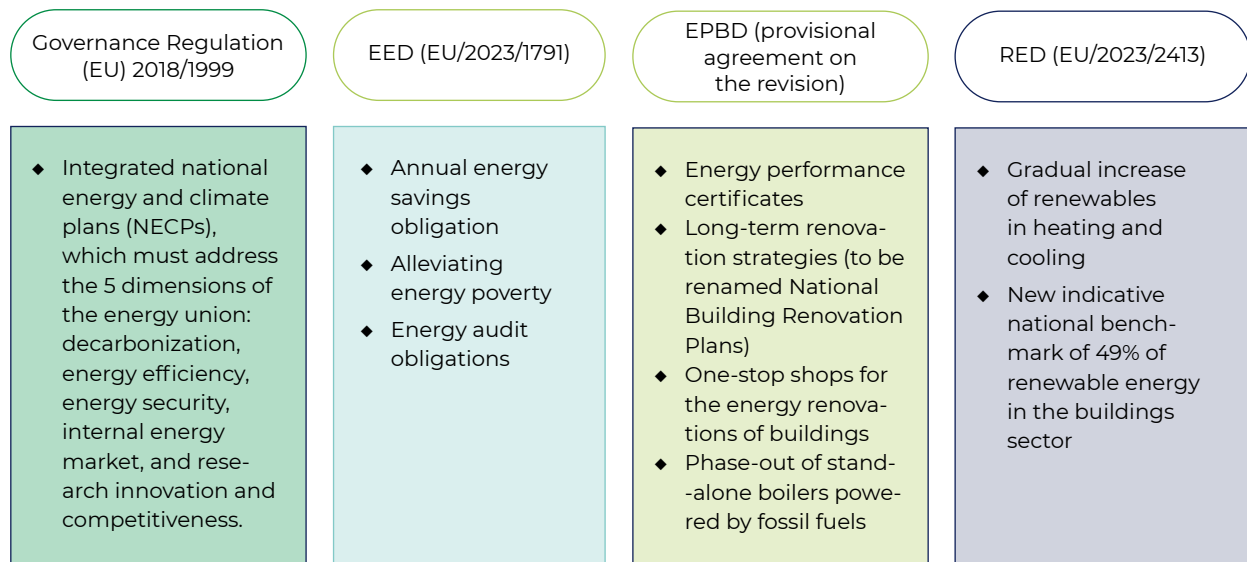 Governance Regulation
(EU) 2018/1999
EED (EU/2023/1791)
EPBD (provisional
agreement on
the revision)
RED (EU/2023/2413)
◆ Integrated national
energy and climate
plans (NECPs),
which must address
the 5 dimensions of
the energy union:
decarbonization,
energy efficiency,
energy security,
internal energy
market, and rese-
arch innovation and
competitiveness.
◆ Annual energy
savings
obligation
◆ Alleviating
energy poverty
◆ Energy audit
obligations
◆ Energy performance
certificates
◆ Long-term renova-
tion strategies (to be
renamed National
Building Renovation
Plans)
◆ One-stop shops for
the energy renova-
tions of buildings
◆ Phase-out of stand-
-alone boilers powe-
red by fossil fuels
◆ Gradual increase
of renewables
in heating and
cooling
◆ New indicative
national bench-
mark of 49% of
renewable energy
in the buildings
sector